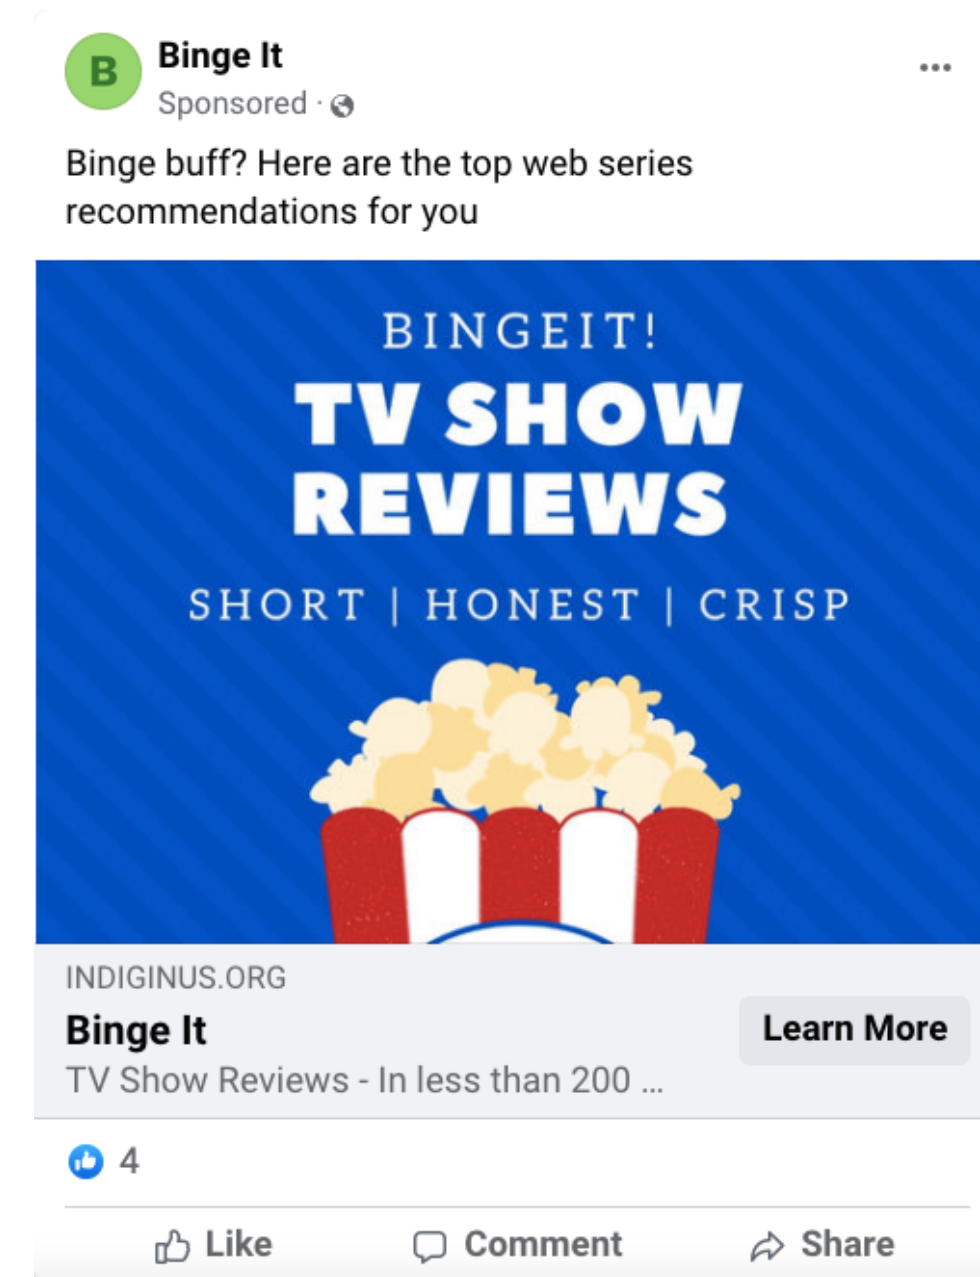 B
Binge It
Sponsored ·
Binge buff? Here are the top web series
recommendations for you
BINGEIT!
TV SHOW
REVIEWS
SHORT | HONEST | CRISP
INDIGINUS.ORG
Binge It
Learn More
TV Show Reviews - In less than 200 ...
4
Like Comment Share